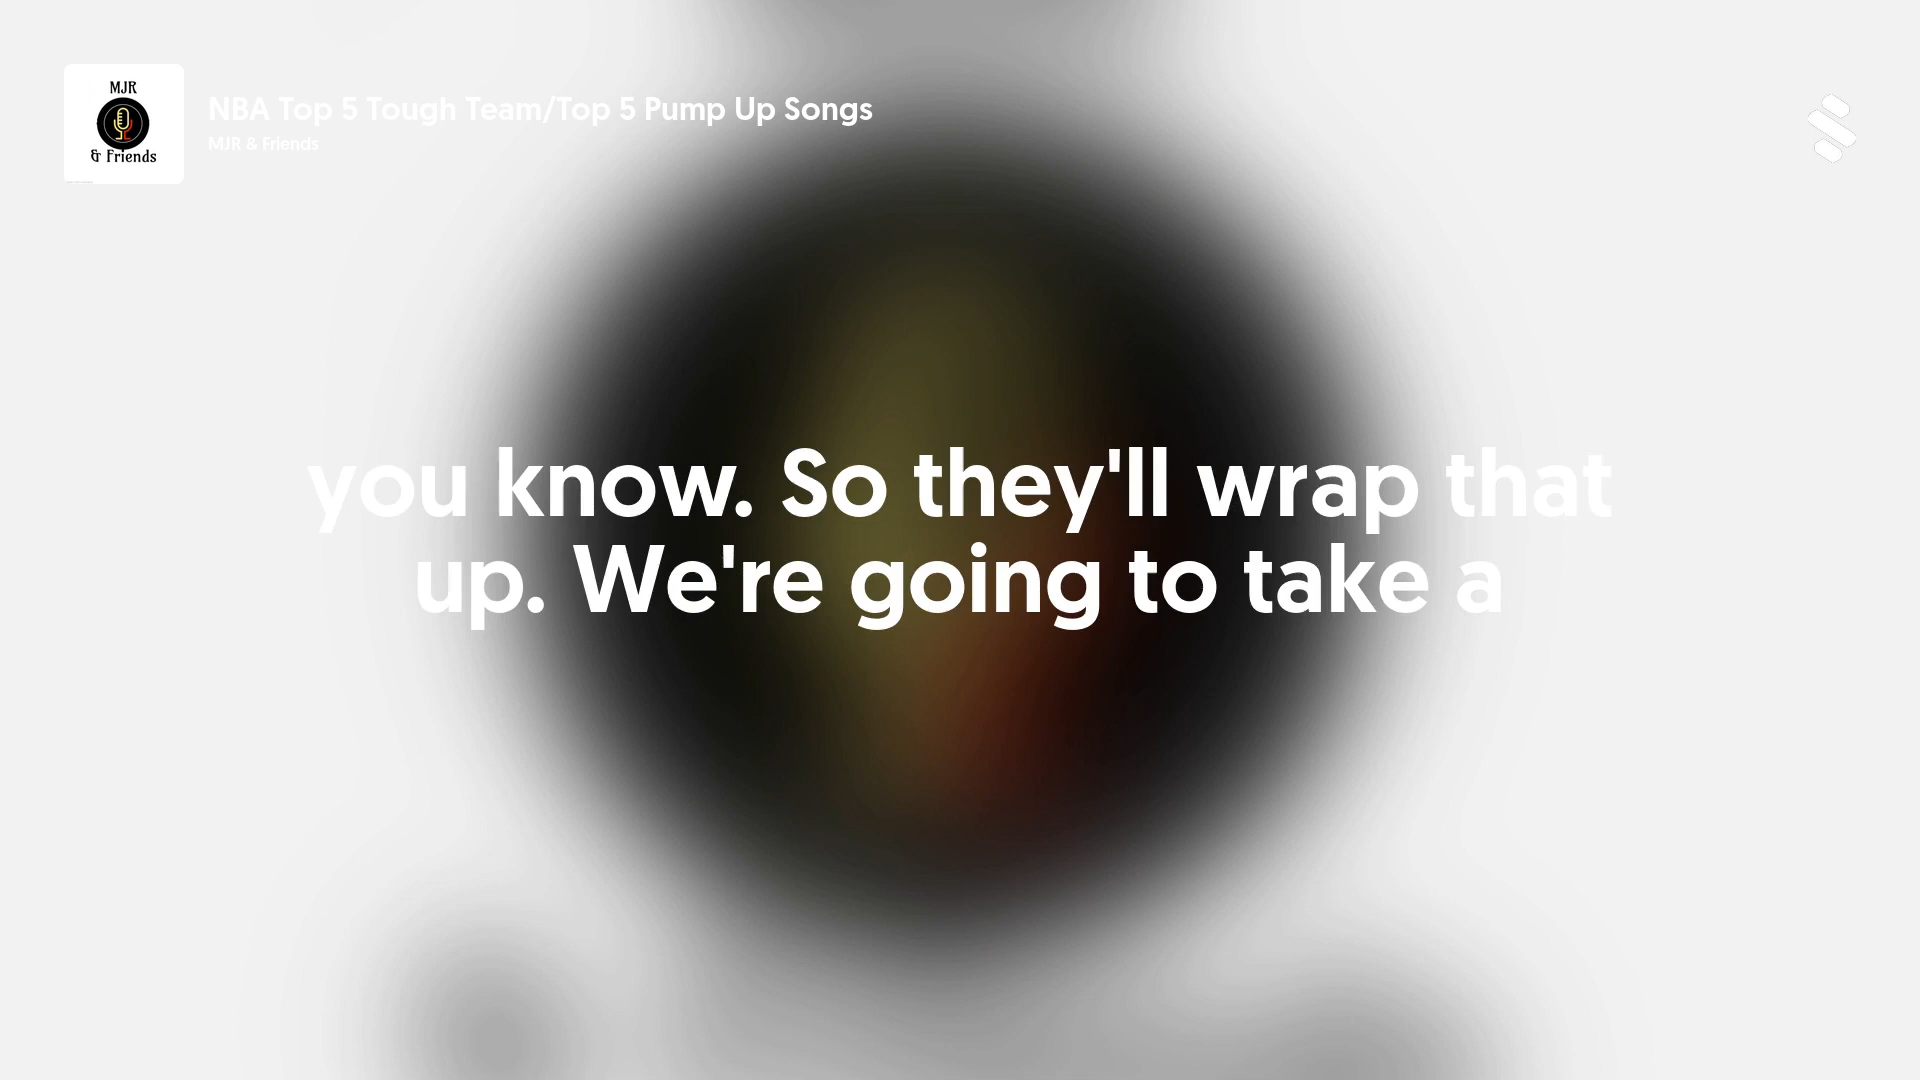 MJR
& Friends
NBA Top 5 Tough Team/Top 5 Pump Up Songs
MJR & Friends
you know. So they'll wrap that
up. We're going to take a